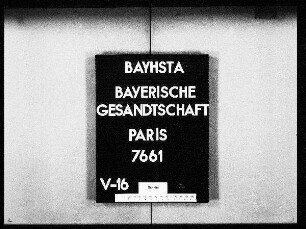 BAYHSTA
BAYERISCHE
GESANDTSCHAFT
PARIS
7661
V-16